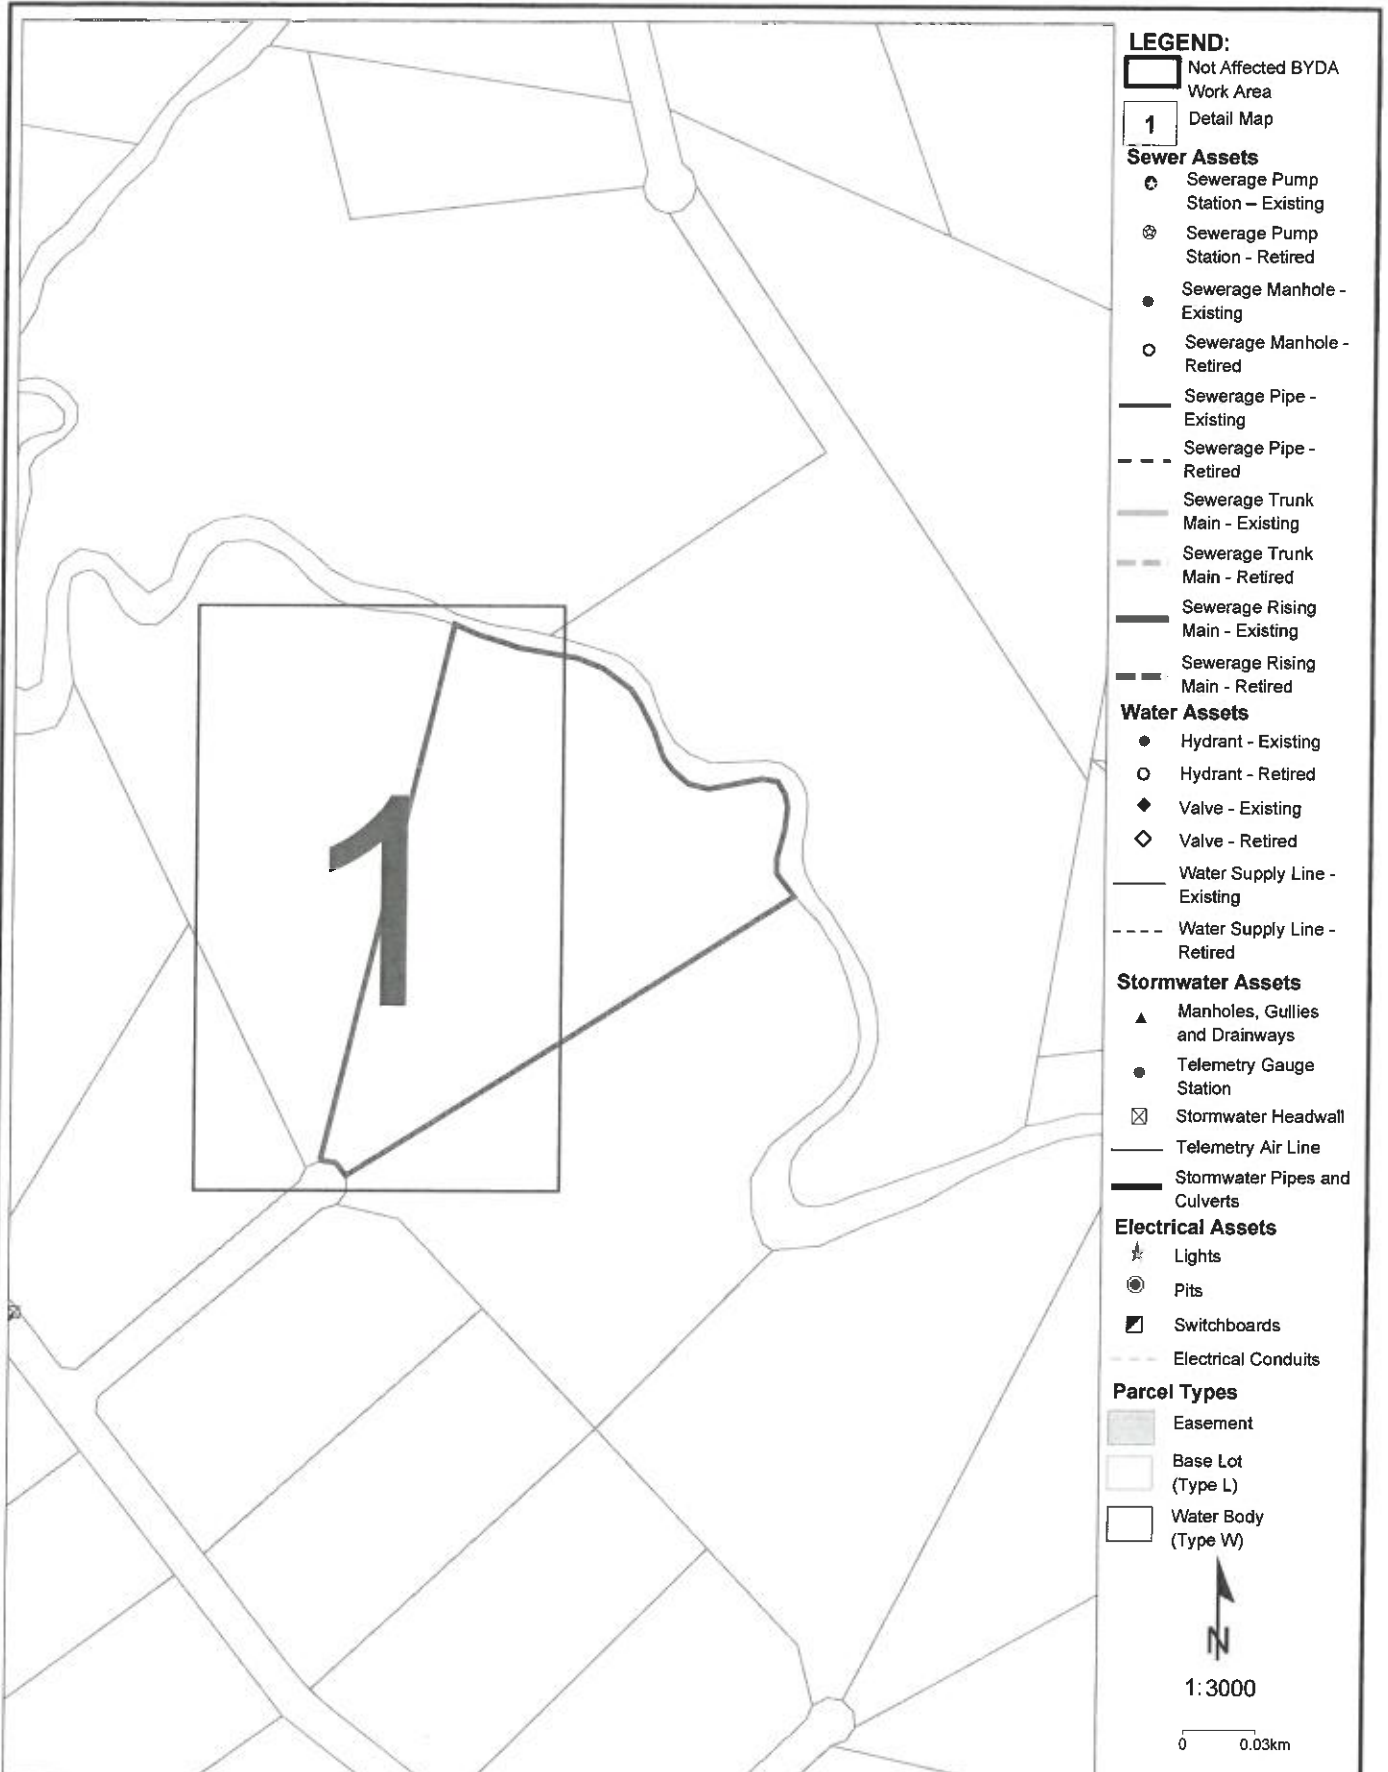 LEGEND:
Not Affected BYDA
Work Area
1
Detail Map
Sewer Assets
Sewerage Pump
Station – Existing
Sewerage Pump
Station - Retired
Sewerage Manhole -
Existing
Sewerage Manhole -
Retired
Sewerage Pipe -
Existing
Sewerage Pipe -
Retired
Sewerage Trunk
Main - Existing
Sewerage Trunk
Main - Retired
Sewerage Rising
Main - Existing
Sewerage Rising
Main - Retired
Water Assets
Hydrant - Existing
Hydrant - Retired
Valve - Existing
Valve - Retired
Water Supply Line -
Existing
Water Supply Line -
Retired
Stormwater Assets
Manholes, Gullies
and Drainways
Telemetry Gauge
Station
Stormwater Headwall
Telemetry Air Line
Stormwater Pipes and
Culverts
Electrical Assets
Lights
Pits
Switchboards
Electrical Conduits
Parcel Types
Easement
Base Lot
(Type L)
Water Body
(Type W)
N
1:3000
0 0.03km
1